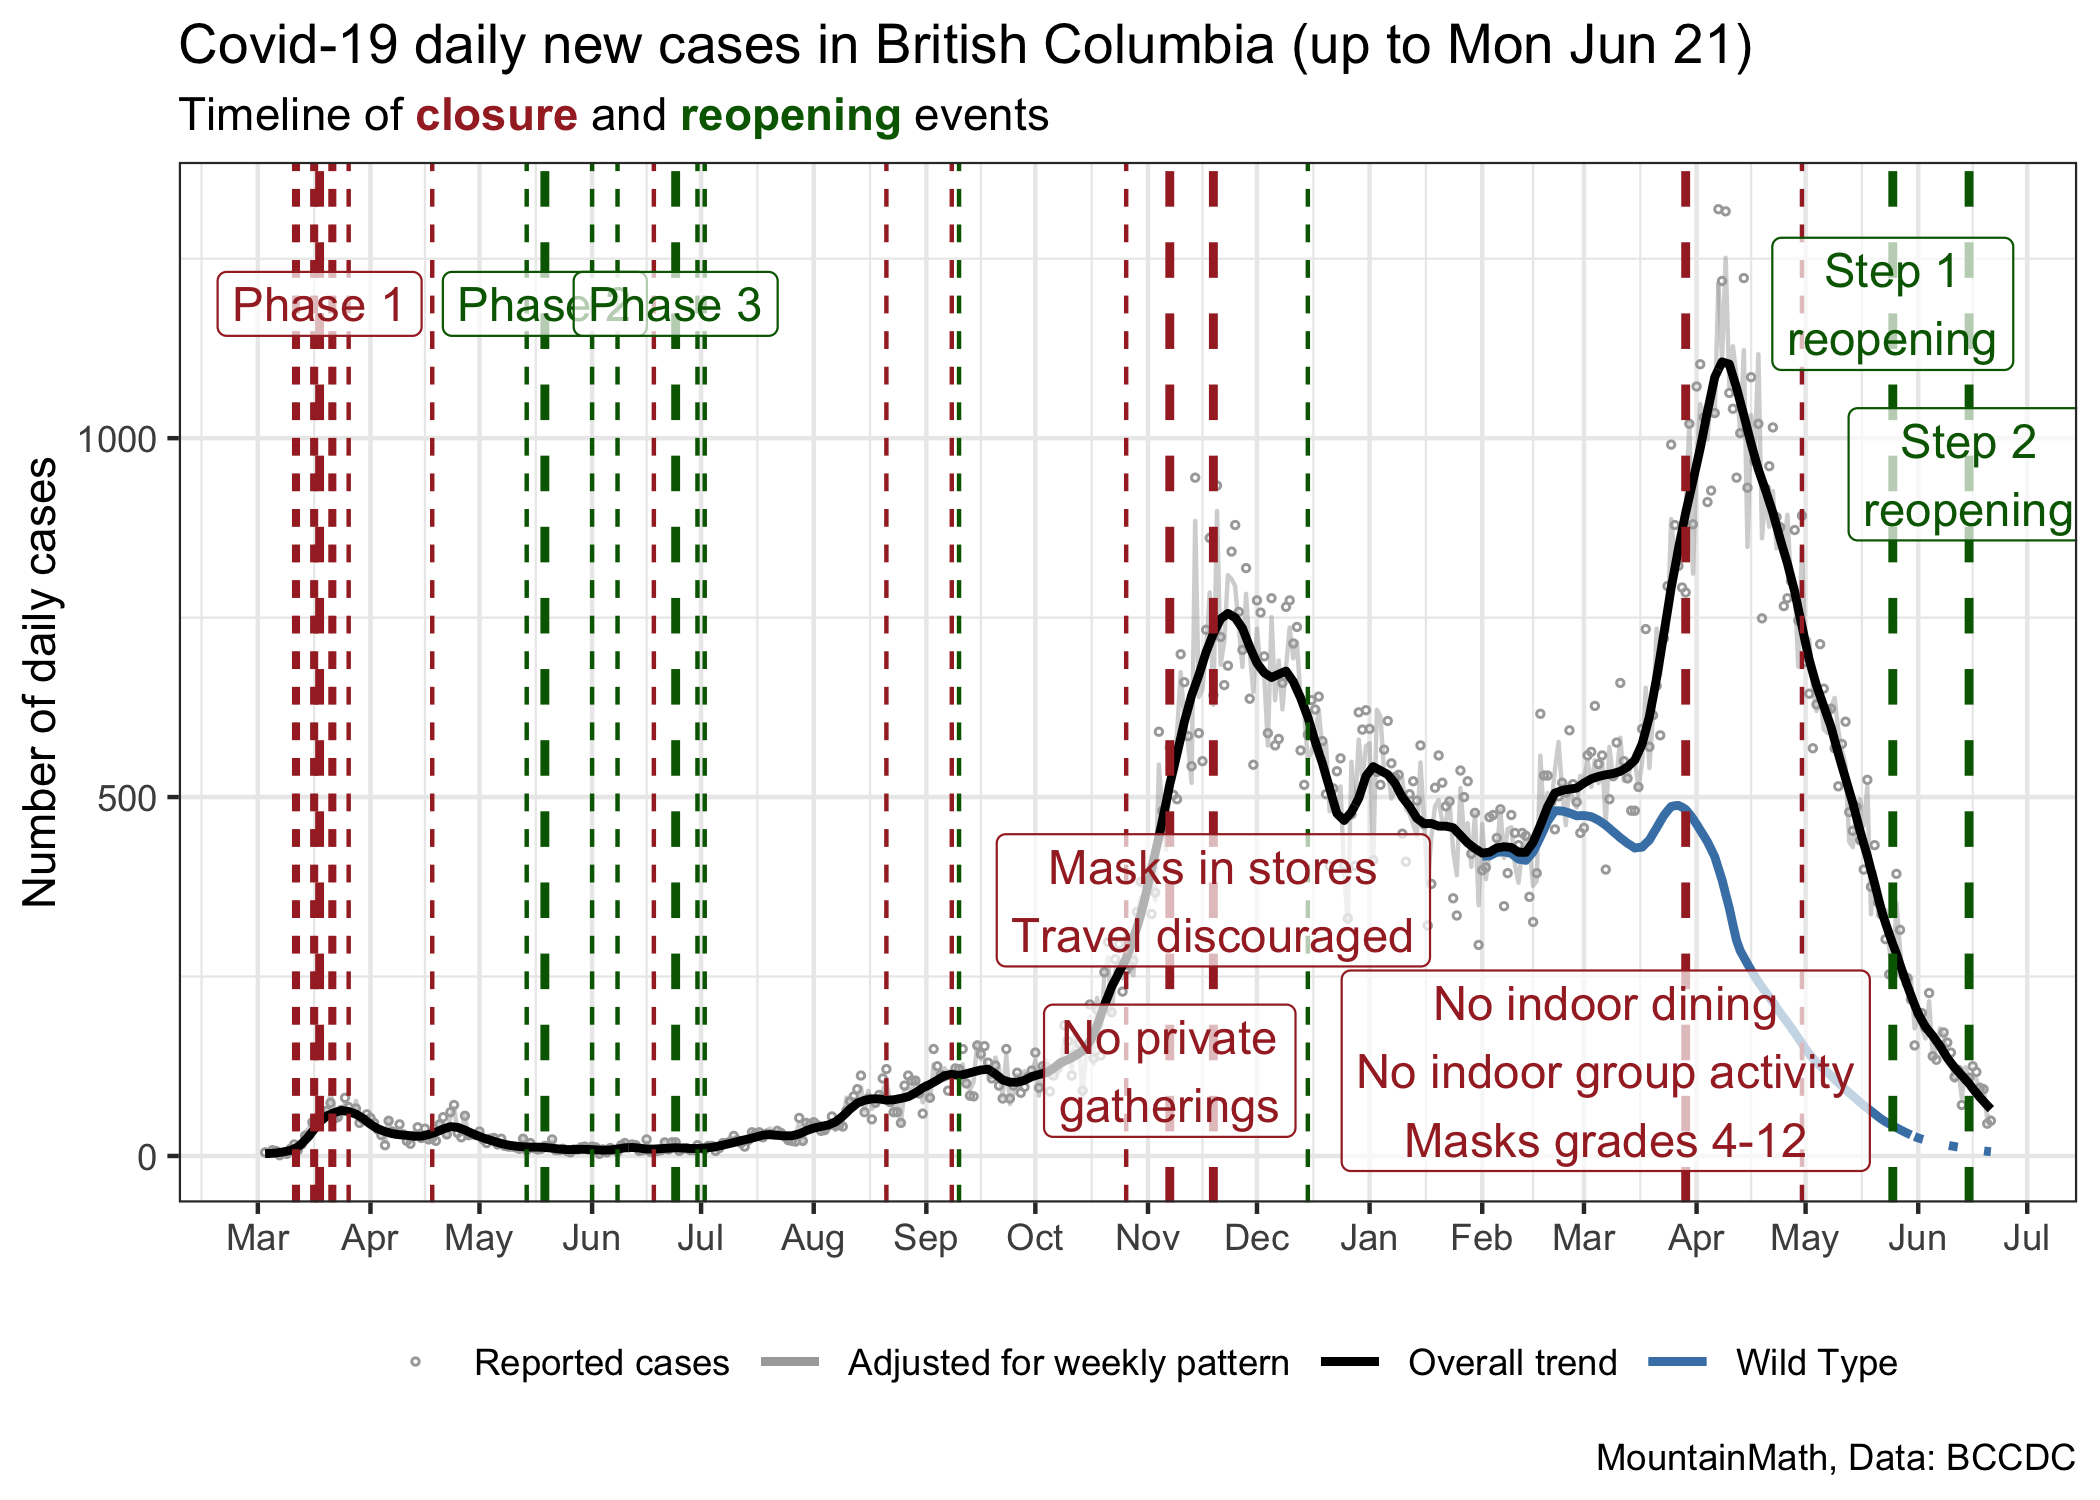 Covid-19 daily new cases in British Columbia (up to Mon Jun 21)
Timeline of closure and reopening events
Number of daily cases
1000
500
0
Phase 1
Phase 2
Phase 3
Step 1
reopening
Step 2
reopening
Masks in stores
Travel discouraged
No private
gatherings
No indoor dining
No indoor group activity
Masks grades 4-12
Mar Apr May Jun Jul Aug Sep Oct Nov Dec Jan Feb Mar Apr May Jun Jul
Reported cases Adjusted for weekly pattern Overall trend Wild Type
MountainMath, Data: BCCDC